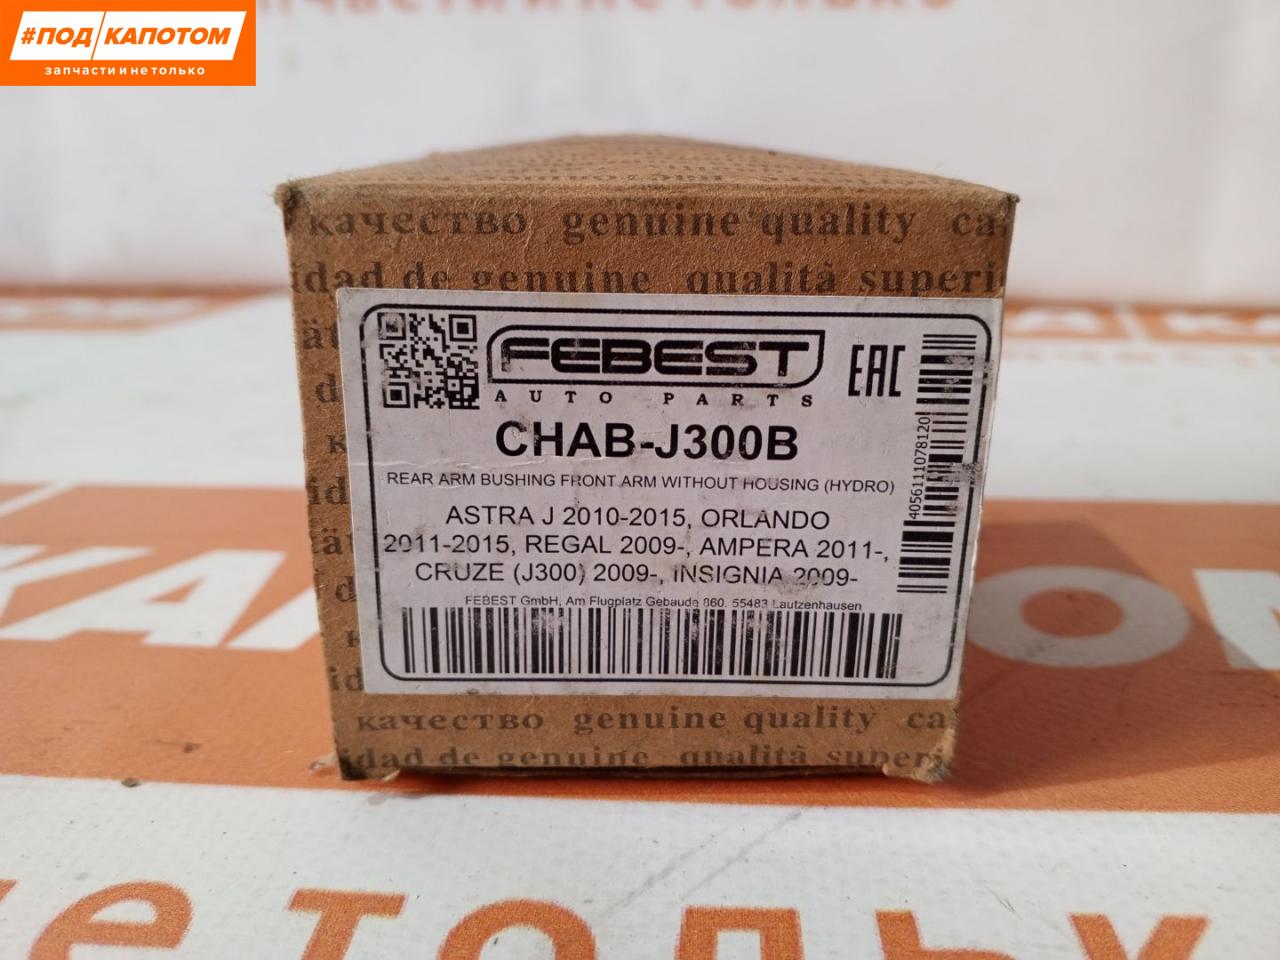 #ПОД/КАПОТОМ
запчасти и не только
качество genuine quality ca
idad de genuine qualità superi
FEBEST
AUTO PARTS
EAC
CHAB-J300B
REAR ARM BUSHING FRONT ARM WITHOUT HOUSING (HYDRO)
ASTRA J 2010-2015, ORLANDO
2011-2015, REGAL 2009-, AMPERA 2011-,
CRUZE (J300) 2009-, INSIGNIA 2009-
FEBEST GmbH, Am Flugplatz Gebaude 860, 55483 Lautzenhausen
4056111078120
качество genuine quality ca
idad de genuine qualità superi